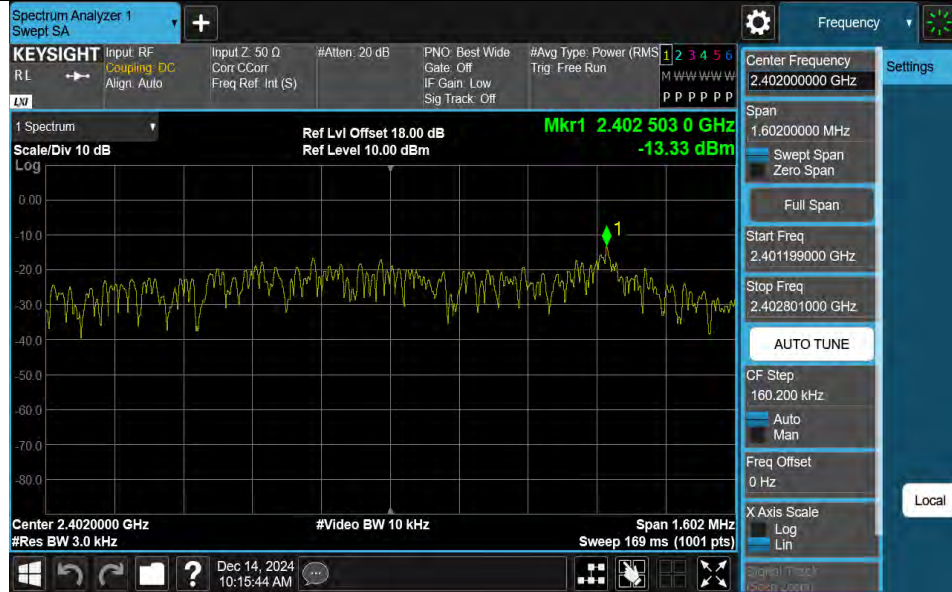 Spectrum Analyzer 1
Swept SA
Frequency
KEYSIGHT
RL
LXI
Input: RF
Coupling: DC
Align: Auto
Input Z: 50 Ω
Corr CCorr
Freq Ref: Int (S)
#Atten: 20 dB
PNO: Best Wide
Gate: Off
IF Gain: Low
Sig Track: Off
#Avg Type: Power (RMS
Trig: Free Run
1 2 3 4 5 6
M W W W W W
P P P P P P
Center Frequency
2.402000000 GHz
Settings
Span
1.60200000 MHz
Swept Span
Zero Span
Full Span
Start Freq
2.401199000 GHz
Stop Freq
2.402801000 GHz
AUTO TUNE
CF Step
160.200 kHz
Auto
Man
Freq Offset
0 Hz
X Axis Scale
Log
Lin
Signal Track
(Span Zoom)
Local
1 Spectrum
Scale/Div 10 dB
Log
Ref Lvl Offset 18.00 dB
Ref Level 10.00 dBm
Mkr1 2.402 503 0 GHz
-13.33 dBm
1
0.00
-10.0
-20.0
-30.0
-40.0
-50.0
-60.0
-70.0
-80.0
Center 2.4020000 GHz
#Res BW 3.0 kHz
#Video BW 10 kHz
Span 1.602 MHz
Sweep 169 ms (1001 pts)
?
Dec 14, 2024
10:15:44 AM